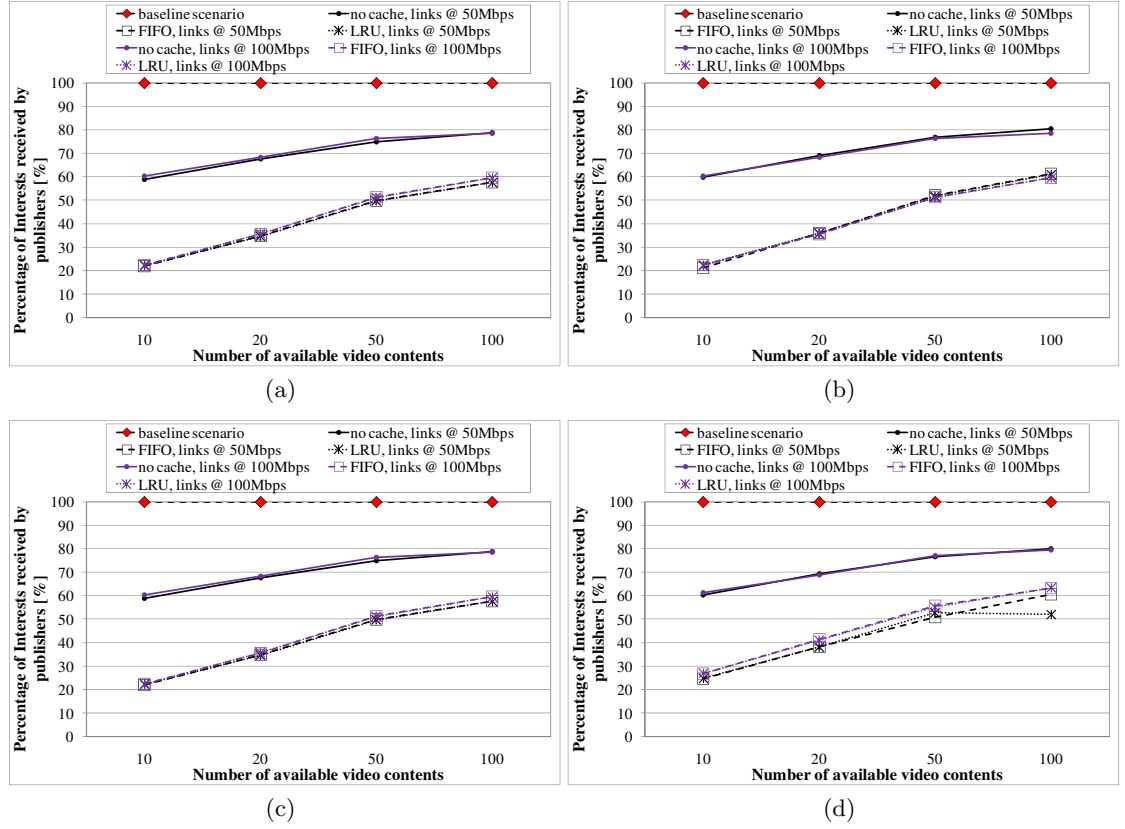 baseline scenario no cache, links @ 50Mbps
FIFO, links @ 50Mbps LRU, links @ 50Mbps
no cache, links @ 100Mbps FIFO, links @ 100Mbps
LRU, links @ 100Mbps
Percentage of Interests received by
publishers [%]
100
90
80
70
60
50
40
30
20
10
0
10 20 50 100
Number of available video contents
(a)
baseline scenario no cache, links @ 50Mbps
FIFO, links @ 50Mbps LRU, links @ 50Mbps
no cache, links @ 100Mbps FIFO, links @ 100Mbps
LRU, links @ 100Mbps
Percentage of Interests received by
publishers [%]
100
90
80
70
60
50
40
30
20
10
0
10 20 50 100
Number of available video contents
(b)
baseline scenario no cache, links @ 50Mbps
FIFO, links @ 50Mbps LRU, links @ 50Mbps
no cache, links @ 100Mbps FIFO, links @ 100Mbps
LRU, links @ 100Mbps
Percentage of Interests received by
publishers [%]
100
90
80
70
60
50
40
30
20
10
0
10 20 50 100
Number of available video contents
(c)
baseline scenario no cache, links @ 50Mbps
FIFO, links @ 50Mbps LRU, links @ 50Mbps
no cache, links @ 100Mbps FIFO, links @ 100Mbps
LRU, links @ 100Mbps
Percentage of Interests received by
publishers [%]
100
90
80
70
60
50
40
30
20
10
0
10 20 50 100
Number of available video contents
(d)